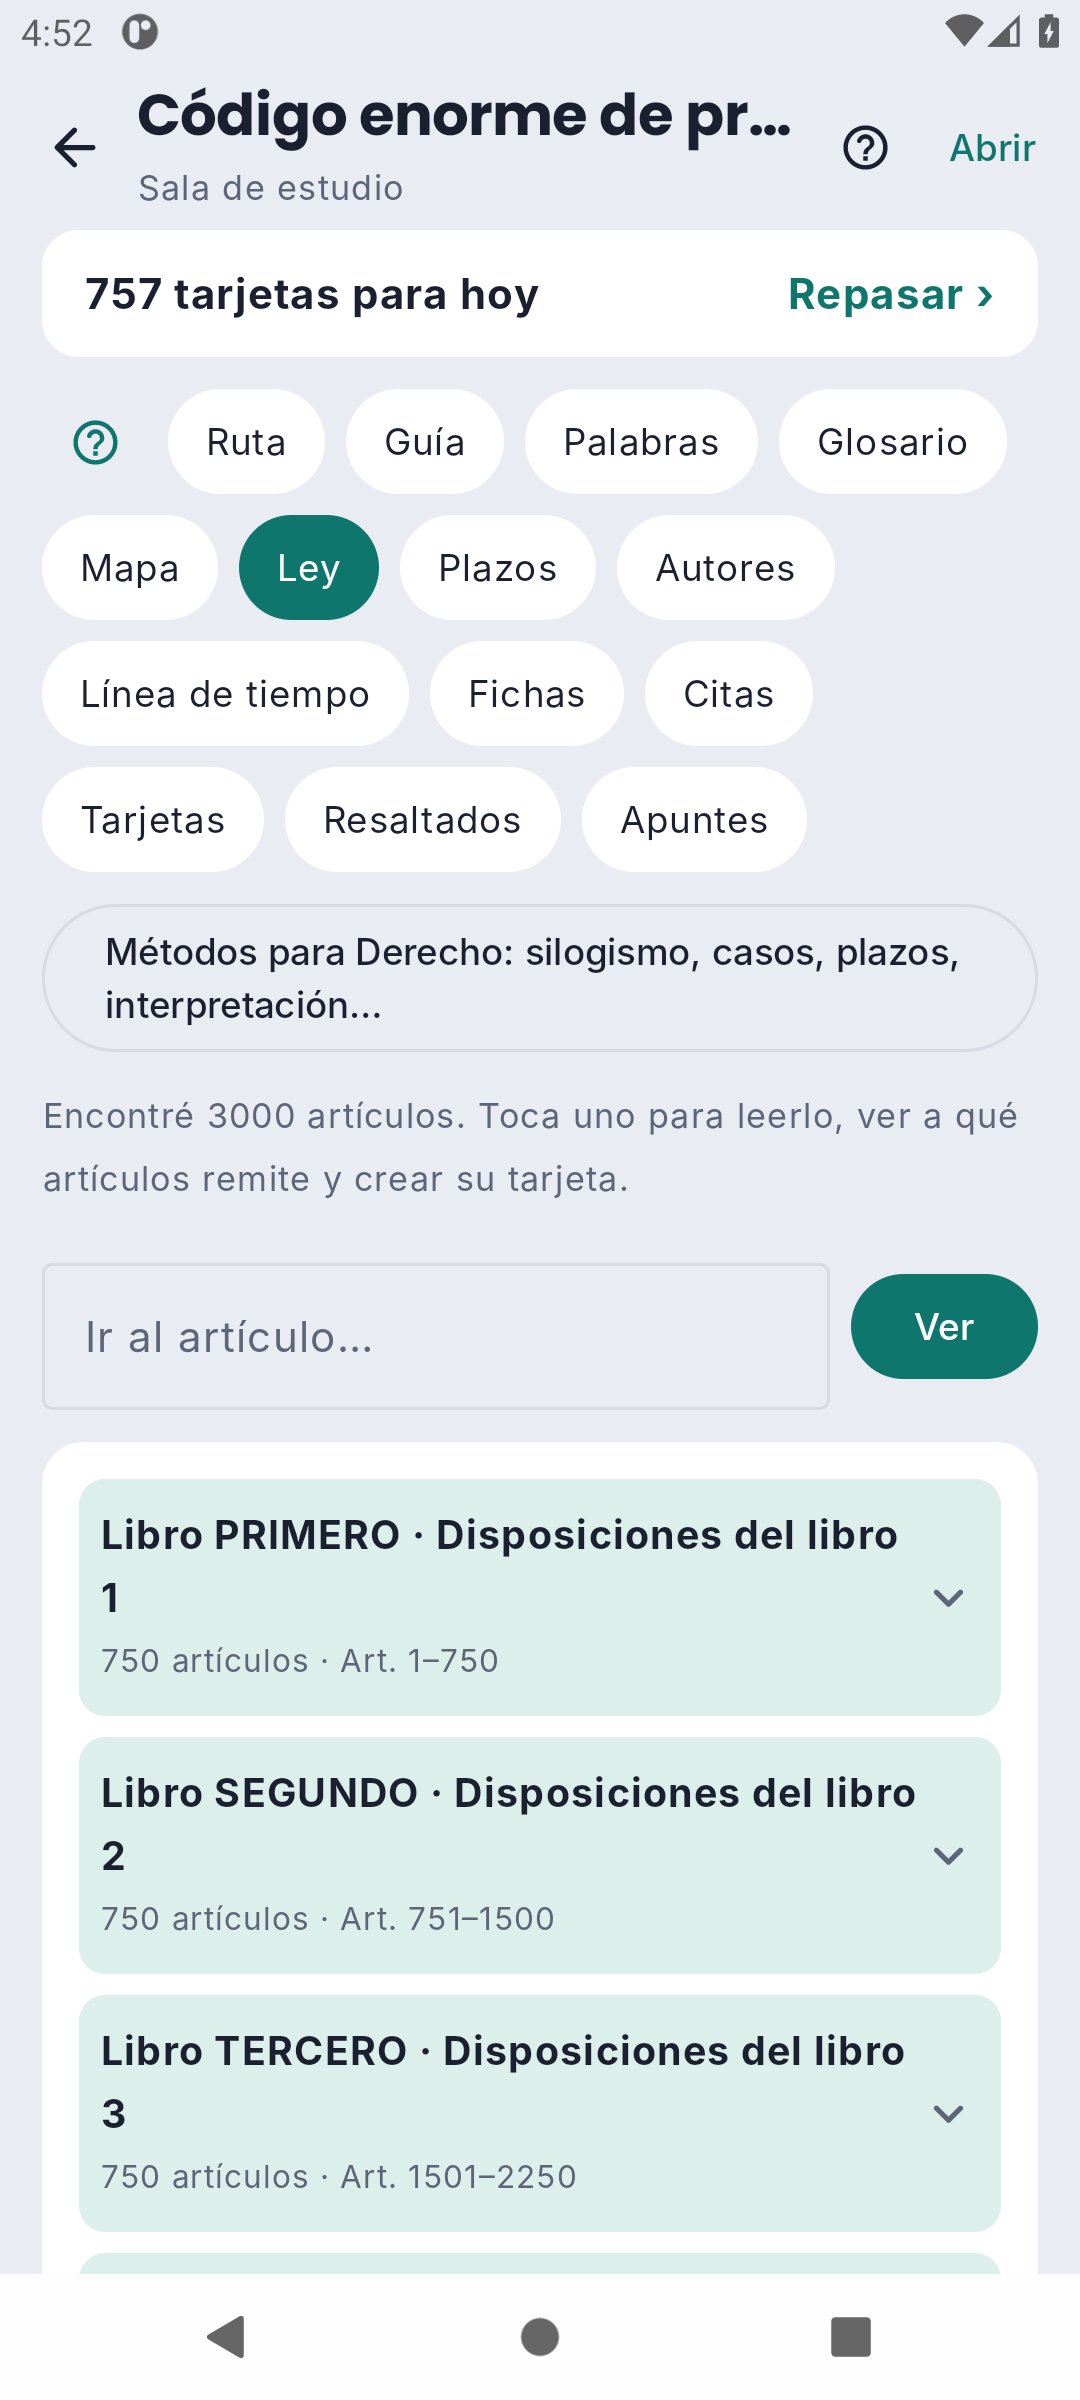 4:52
Código enorme de pr...
Sala de estudio
Abrir
757 tarjetas para hoy
Repasar ›
Ruta
Guía
Palabras
Glosario
Mapa
Ley
Plazos
Autores
Línea de tiempo
Fichas
Citas
Tarjetas
Resaltados
Apuntes
Métodos para Derecho: silogismo, casos, plazos,
interpretación...
Encontré 3000 artículos. Toca uno para leerlo, ver a qué
artículos remite y crear su tarjeta.
Ir al artículo...
Ver
Libro PRIMERO · Disposiciones del libro
1
750 artículos · Art. 1–750
Libro SEGUNDO · Disposiciones del libro
2
750 artículos · Art. 751–1500
Libro TERCERO · Disposiciones del libro
3
750 artículos · Art. 1501–2250